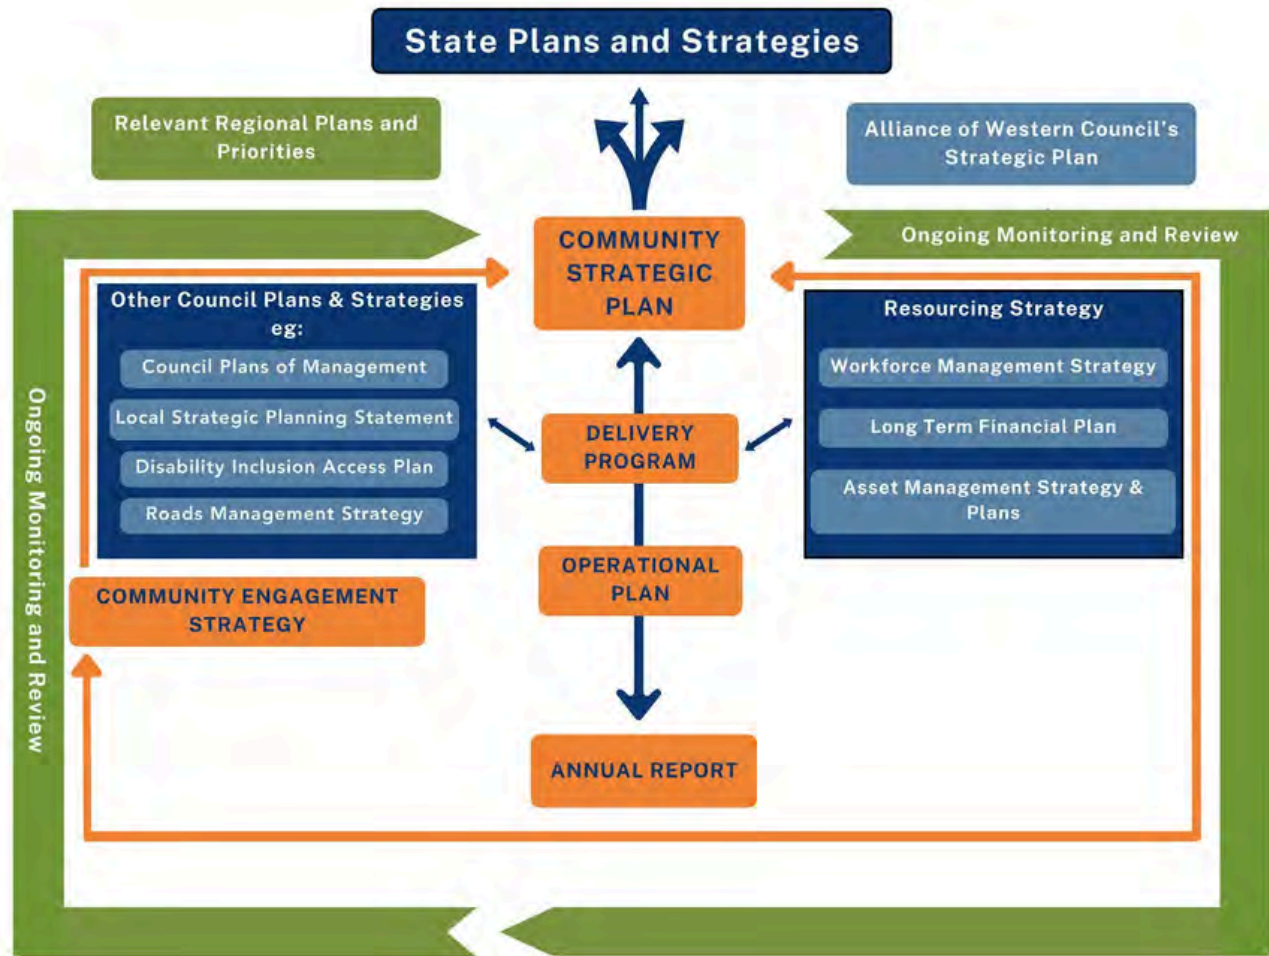 State Plans and Strategies
Relevant Regional Plans and
Priorities
Alliance of Western Council's
Strategic Plan
COMMUNITY
STRATEGIC
PLAN
Ongoing Monitoring and Review
Other Council Plans & Strategies
eg:
Council Plans of Management
Local Strategic Planning Statement
Disability Inclusion Access Plan
Roads Management Strategy
Resourcing Strategy
Workforce Management Strategy
Long Term Financial Plan
Asset Management Strategy &
Plans
DELIVERY
PROGRAM
OPERATIONAL
PLAN
COMMUNITY ENGAGEMENT
STRATEGY
Ongoing Monitoring and Review
ANNUAL REPORT